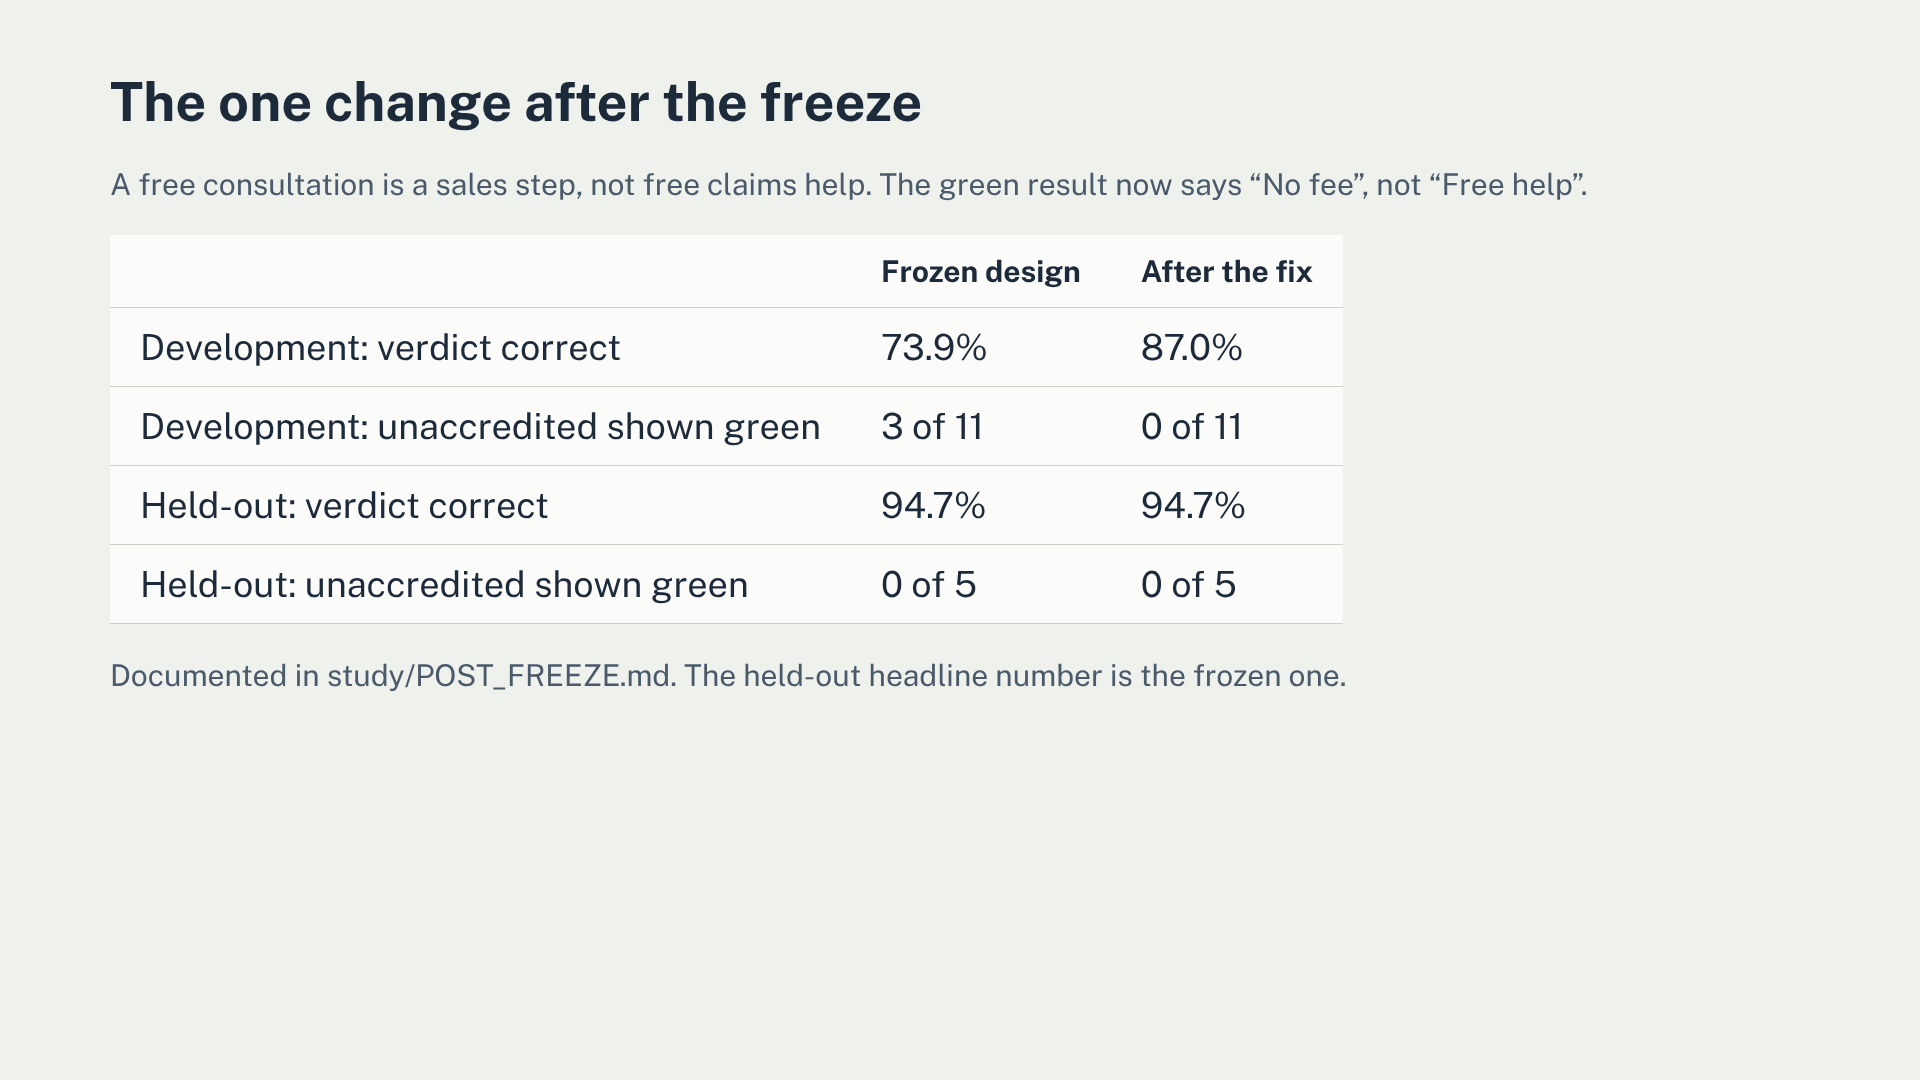 The one change after the freeze
A free consultation is a sales step, not free claims help. The green result now says “No fee”, not “Free help”.
Frozen design After the fix
Development: verdict correct 73.9% 87.0%
Development: unaccredited shown green 3 of 11 0 of 11
Held-out: verdict correct 94.7% 94.7%
Held-out: unaccredited shown green 0 of 5 0 of 5
Documented in study/POST_FREEZE.md. The held-out headline number is the frozen one.